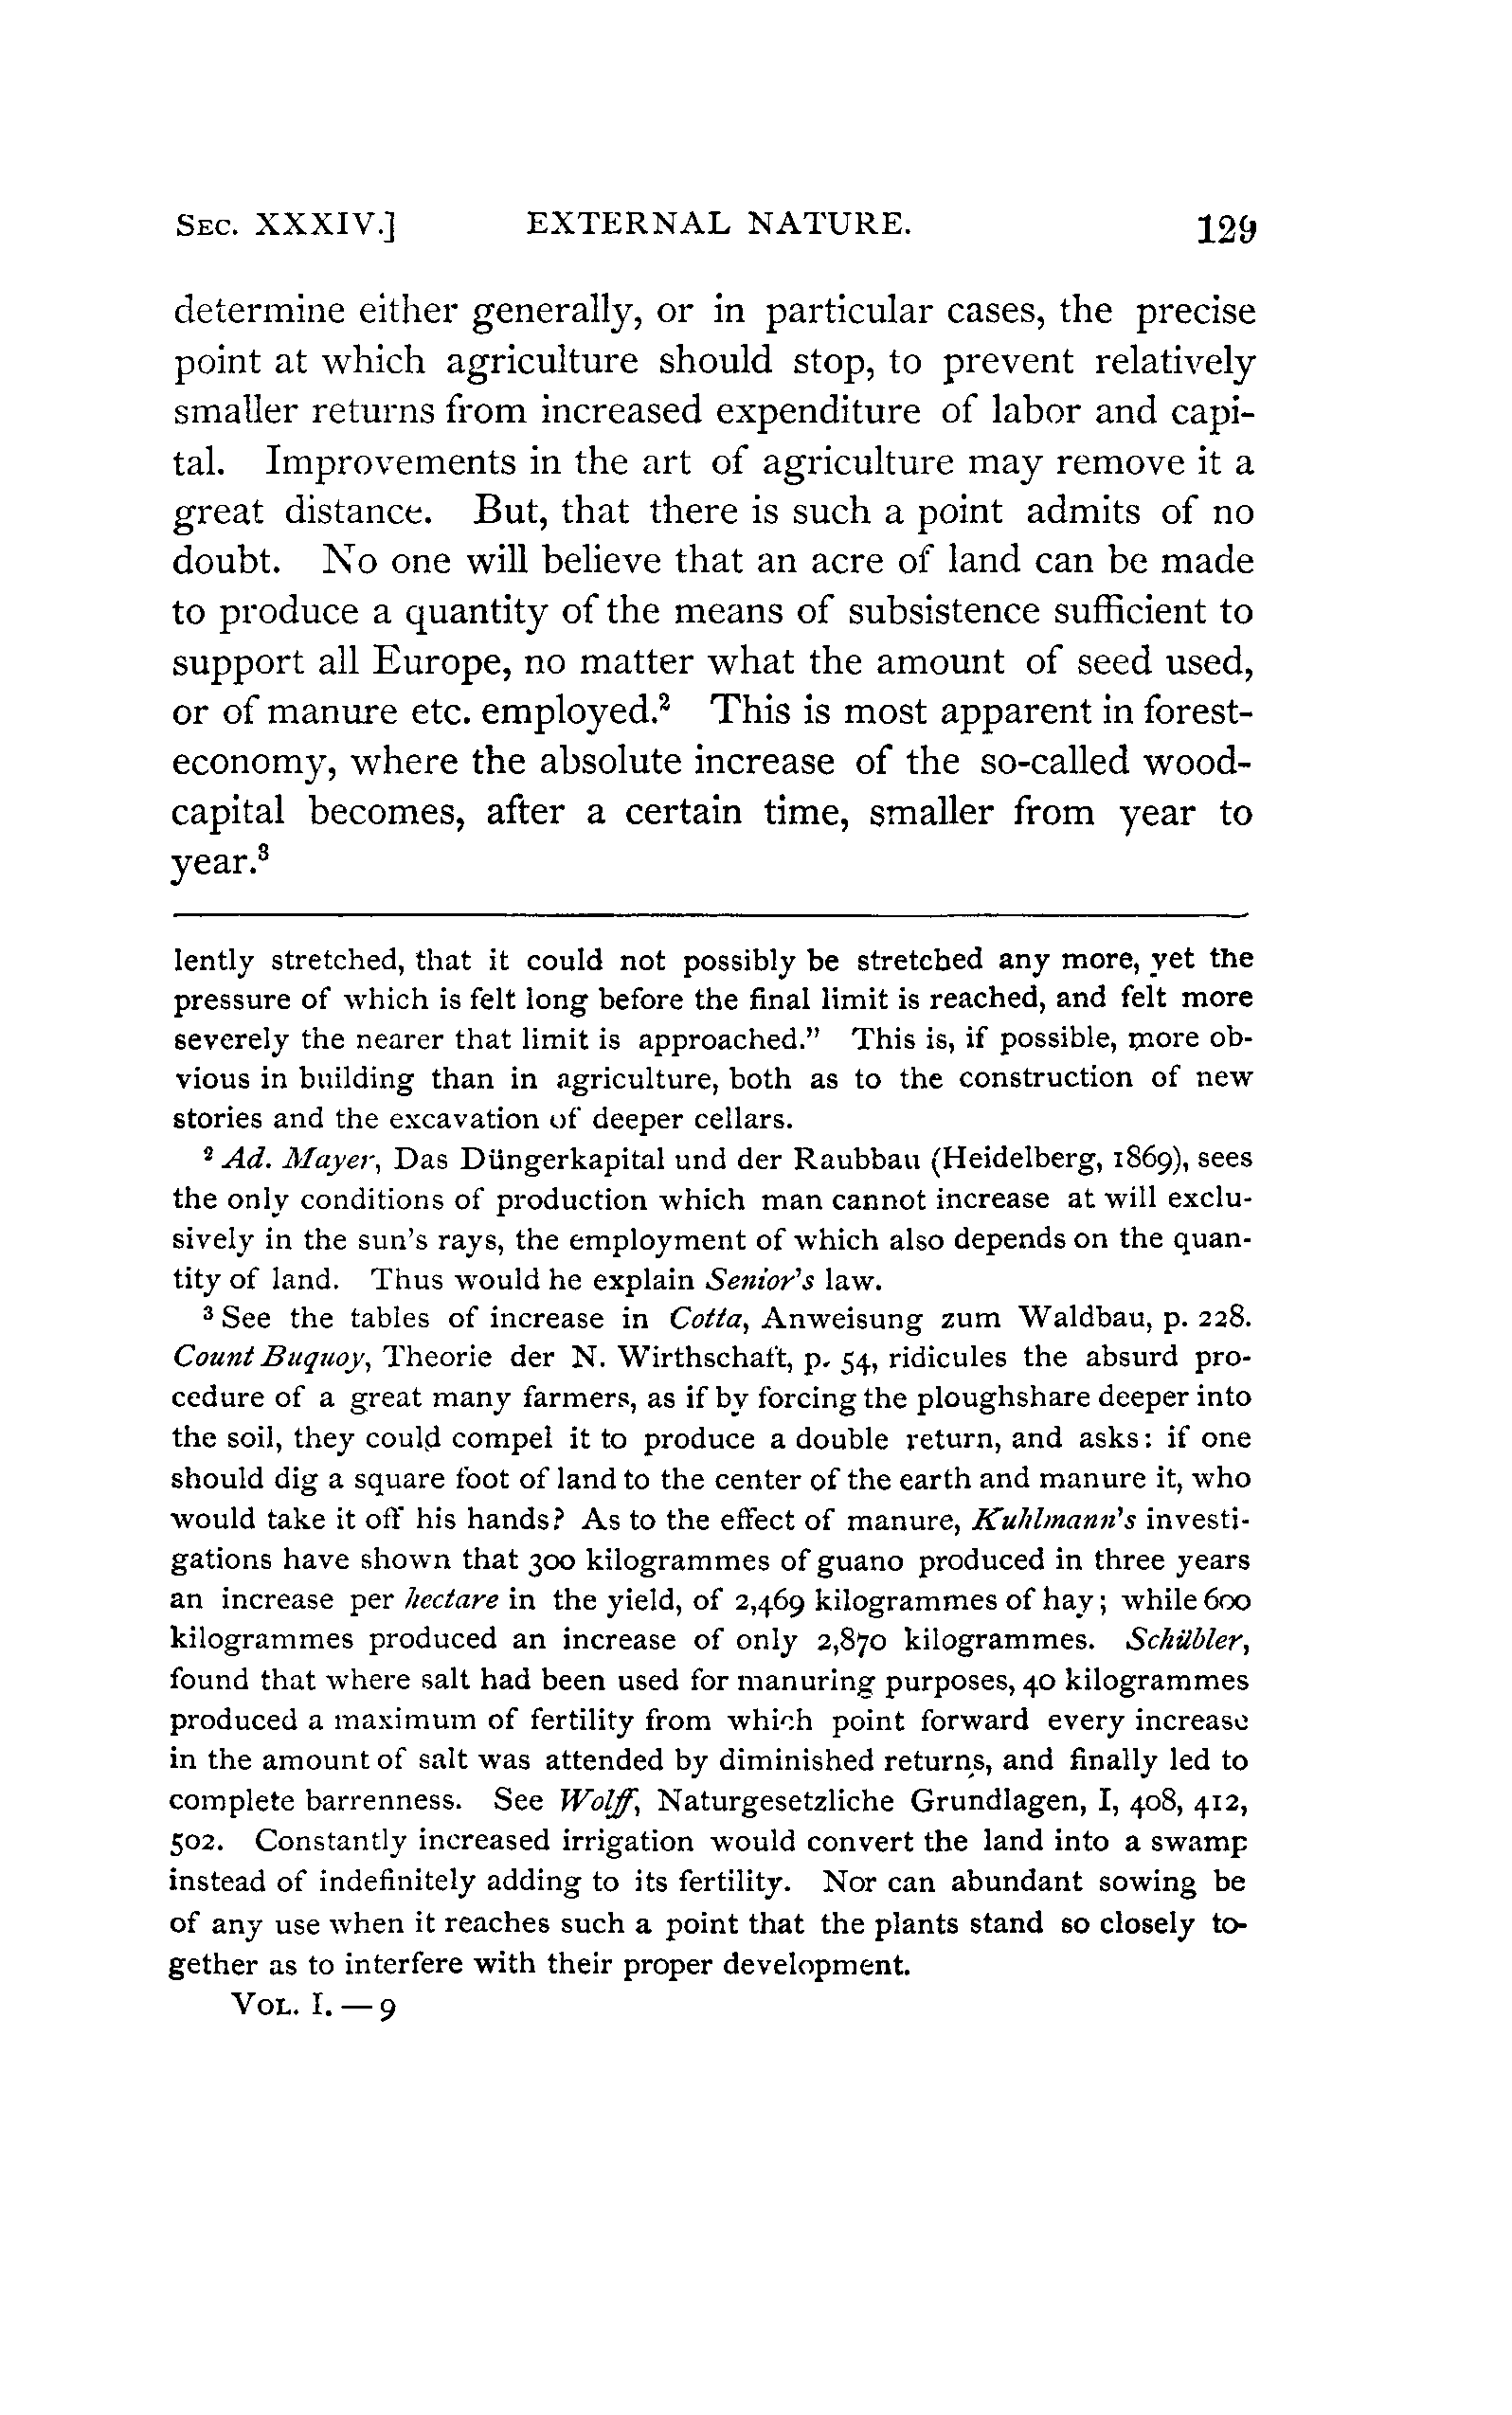 SEC. XXXIV.] EXTERNAL NATURE. 129
determine either generally, or in particular cases, the precise
point at which agriculture should stop, to prevent relatively
smaller returns from increased expenditure of labor and capi-
tal. Improvements in the art of agriculture may remove it a
great distance. But, that there is such a point admits of no
doubt. No one will believe that an acre of land can be made
to produce a quantity of the means of subsistence sufficient to
support all Europe, no matter what the amount of seed used,
or of manure etc. employed.² This is most apparent in forest-
economy, where the absolute increase of the so-called wood-
capital becomes, after a certain time, smaller from year to
year.³
lently stretched, that it could not possibly be stretched any more, yet the
pressure of which is felt long before the final limit is reached, and felt more
severely the nearer that limit is approached.” This is, if possible, more ob-
vious in building than in agriculture, both as to the construction of new
stories and the excavation of deeper cellars.
² Ad. Mayer, Das Düngerkapital und der Raubbau (Heidelberg, 1869), sees
the only conditions of production which man cannot increase at will exclu-
sively in the sun's rays, the employment of which also depends on the quan-
tity of land. Thus would he explain Senior's law.
³ See the tables of increase in Cotta, Anweisung zum Waldbau, p. 228.
Count Buquoy, Theorie der N. Wirthschaft, p. 54, ridicules the absurd pro-
cedure of a great many farmers, as if by forcing the ploughshare deeper into
the soil, they could compel it to produce a double return, and asks: if one
should dig a square foot of land to the center of the earth and manure it, who
would take it off his hands? As to the effect of manure, Kuhlmann's investi-
gations have shown that 300 kilogrammes of guano produced in three years
an increase per hectare in the yield, of 2,469 kilogrammes of hay; while 600
kilogrammes produced an increase of only 2,870 kilogrammes. Schübler,
found that where salt had been used for manuring purposes, 40 kilogrammes
produced a maximum of fertility from which point forward every increase
in the amount of salt was attended by diminished returns, and finally led to
complete barrenness. See Wolff, Naturgesetzliche Grundlagen, I, 408, 412,
502. Constantly increased irrigation would convert the land into a swamp
instead of indefinitely adding to its fertility. Nor can abundant sowing be
of any use when it reaches such a point that the plants stand so closely to-
gether as to interfere with their proper development.
VOL. I. — 9